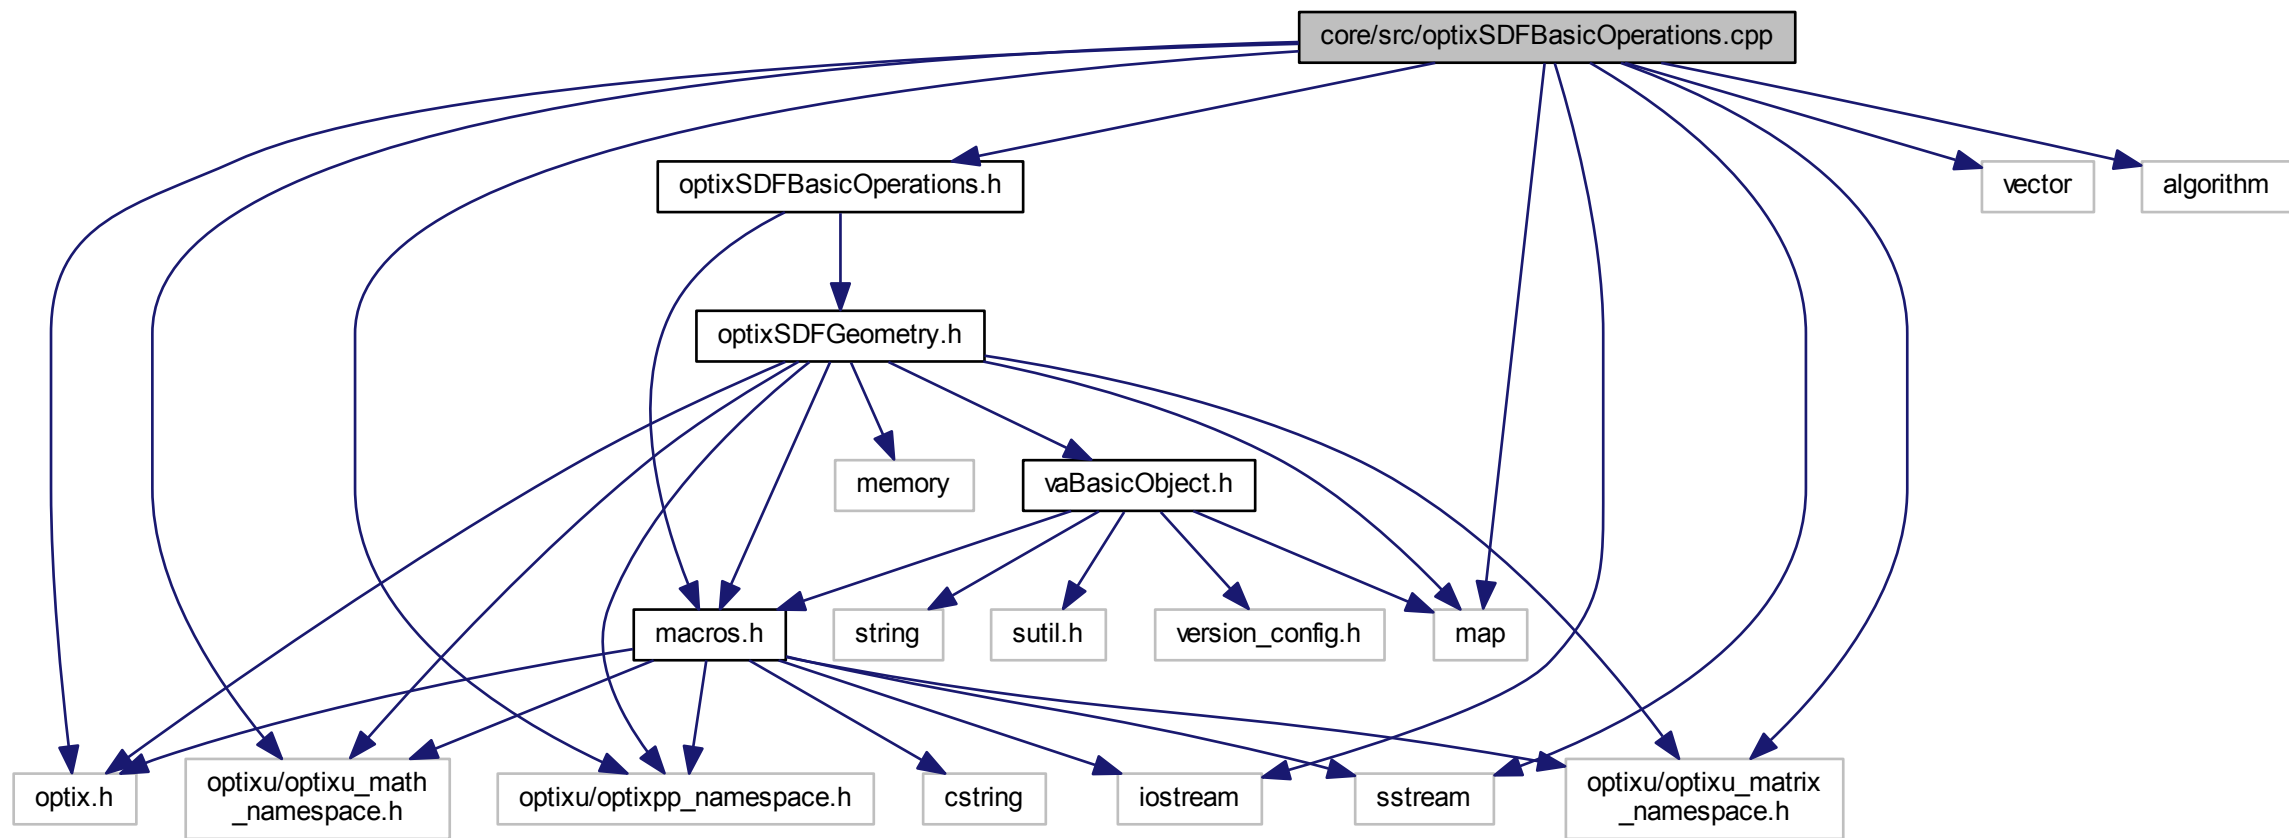 core/src/optixSDFBasicOperations.cpp
optixSDFBasicOperations.h
vector
algorithm
optixSDFGeometry.h
memory
vaBasicObject.h
macros.h
string
sutil.h
version_config.h
map
optix.h
optixu/optixu_math
_namespace.h
optixu/optixpp_namespace.h
cstring
iostream
sstream
optixu/optixu_matrix
_namespace.h